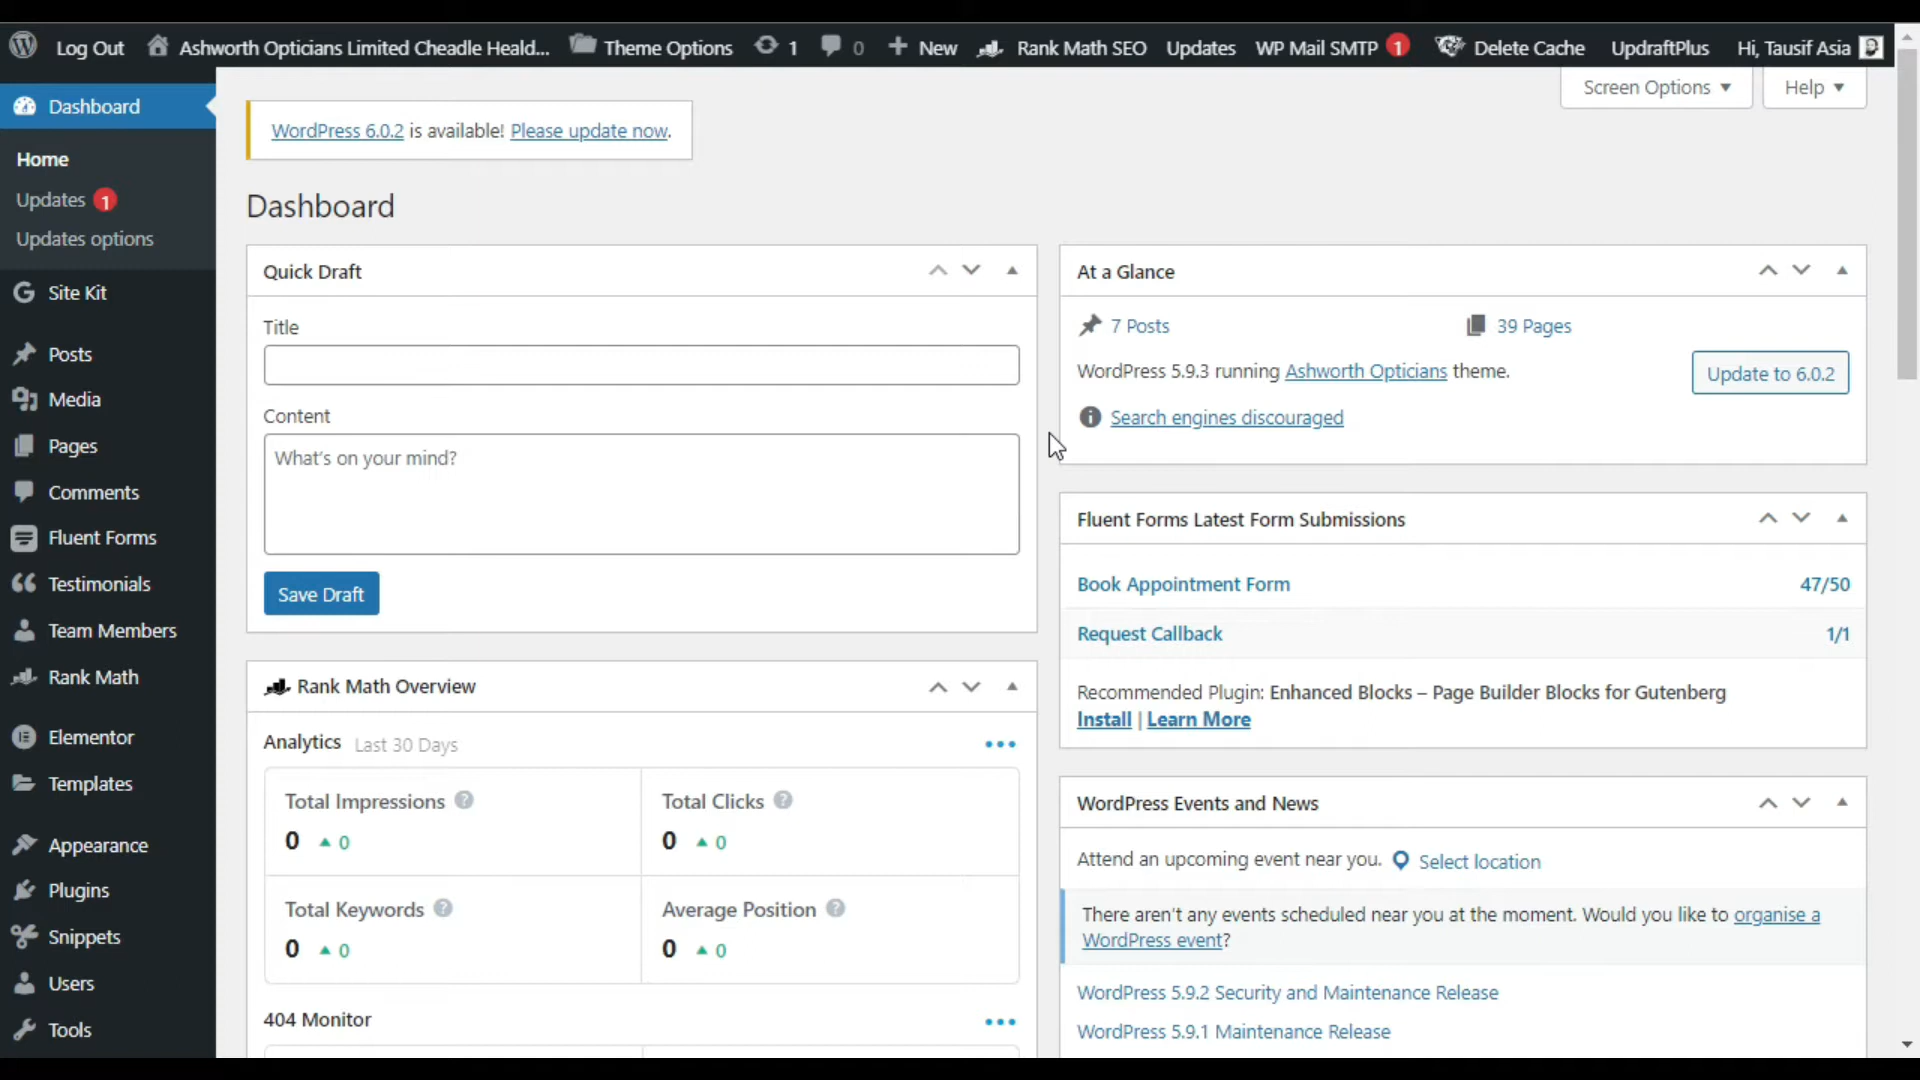 Log Out
Ashworth Opticians Limited Cheadle Heald...
Theme Options
1
0
New
Rank Math SEO
Updates
WP Mail SMTP 1
Delete Cache
UpdraftPlus
Hi, Tausif Asia
Screen Options
Help
Dashboard
Home
Updates 1
Updates options
Site Kit
Posts
Media
Pages
Comments
Fluent Forms
Testimonials
Team Members
Rank Math
Elementor
Templates
Appearance
Plugins
Snippets
Users
Tools
WordPress 6.0.2 is available! Please update now.
Dashboard
Quick Draft
Title
Content
What's on your mind?
Save Draft
Rank Math Overview
Analytics Last 30 Days
Total Impressions
0 0
Total Clicks
0 0
Total Keywords
0 0
Average Position
0 0
404 Monitor
At a Glance
7 Posts
39 Pages
WordPress 5.9.3 running Ashworth Opticians theme.
Update to 6.0.2
Search engines discouraged
Fluent Forms Latest Form Submissions
Book Appointment Form 47/50
Request Callback 1/1
Recommended Plugin: Enhanced Blocks – Page Builder Blocks for Gutenberg
Install | Learn More
WordPress Events and News
Attend an upcoming event near you. Select location
There aren't any events scheduled near you at the moment. Would you like to organise a
WordPress event?
WordPress 5.9.2 Security and Maintenance Release
WordPress 5.9.1 Maintenance Release